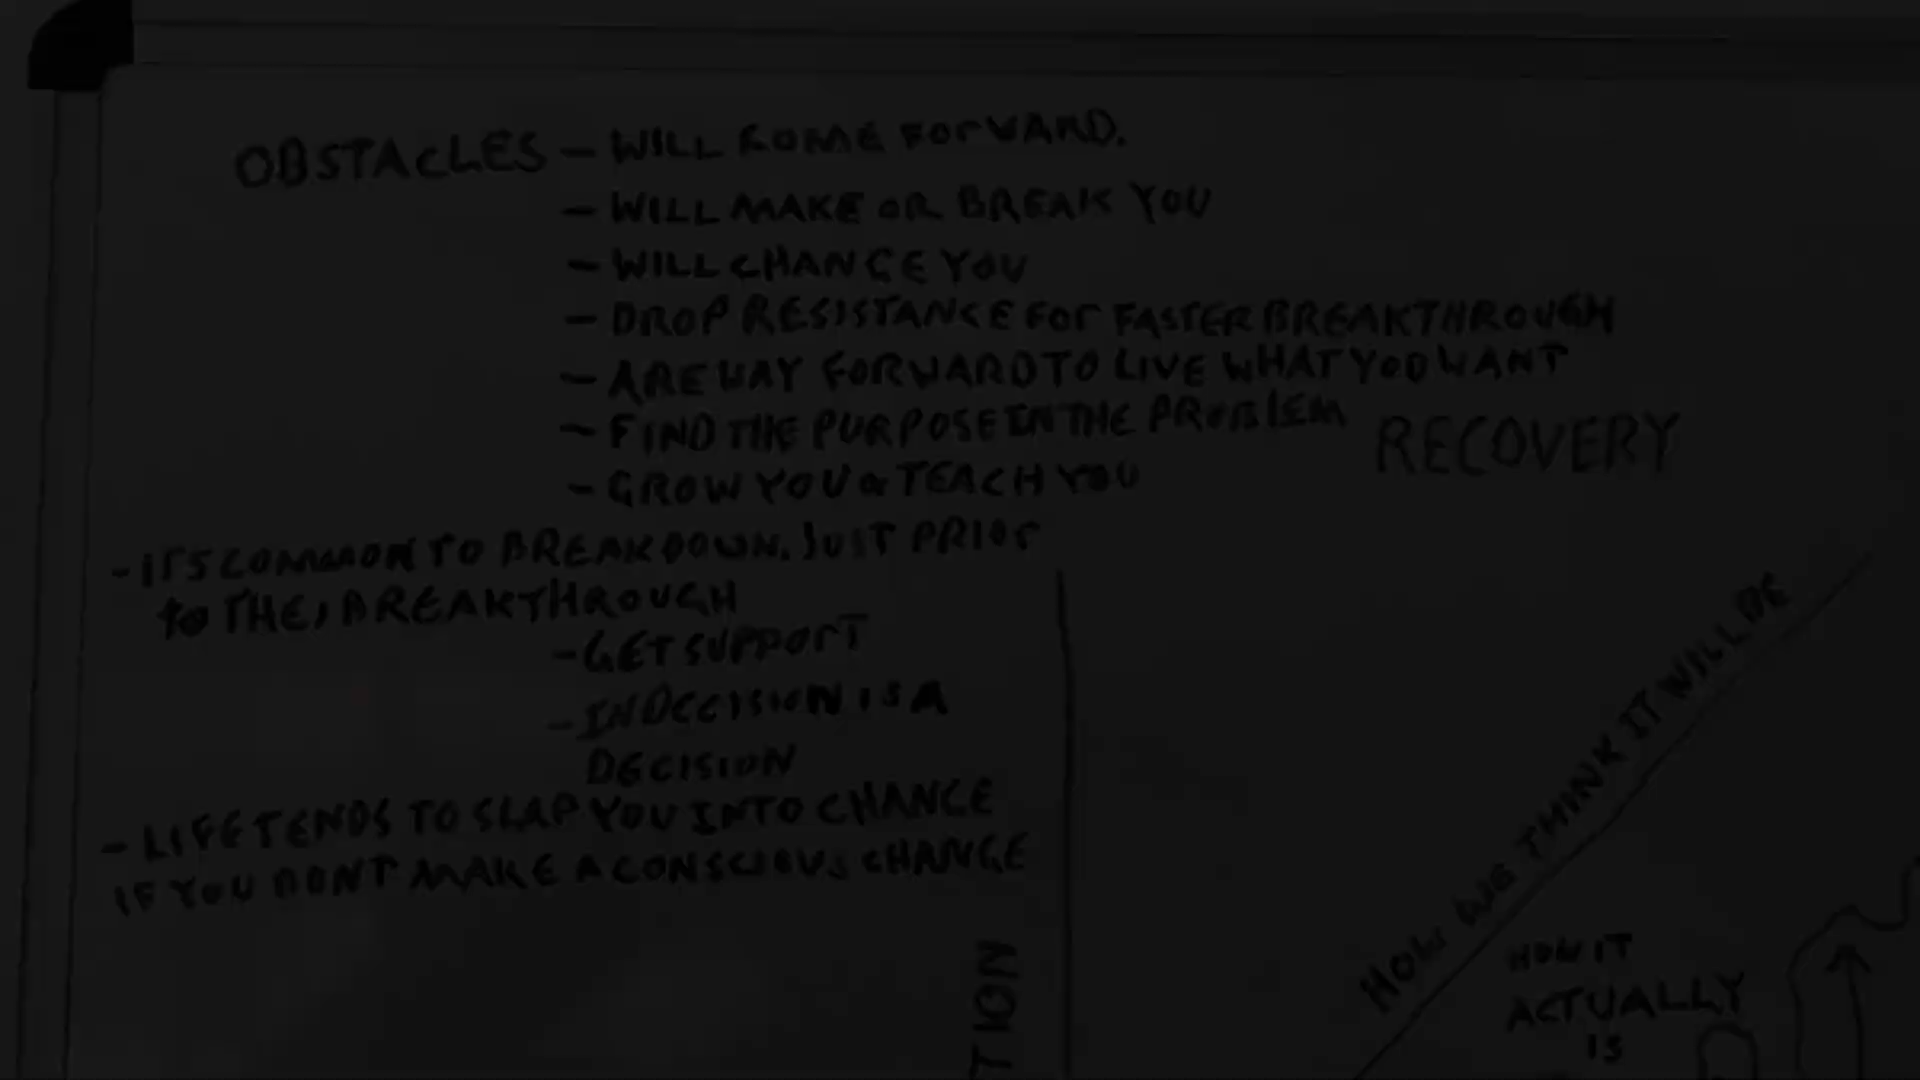 OBSTACLES – WILL COME FORWARD.
– WILL MAKE OR BREAK YOU
– WILL CHANGE YOU
– DROP RESISTANCE FOR FASTER BREAKTHROUGH
– ARE WAY FORWARD TO LIVE WHAT YOU WANT
– FIND THE PURPOSE IN THE PROBLEM
RECOVERY
– GROW YOU & TEACH YOU
– ITS COMMON TO BREAKDOWN, JUST PRIOR
to THE, BREAKTHROUGH
– GET SUPPORT
– INDECISION IS A
DECISION
– LIFE TENDS TO SLAP YOU INTO CHANGE
IF YOU DONT MAKE A CONSCIOUS CHANGE
HOW WE THINK IT WILL BE
HOW IT
ACTUALLY
IS
TION